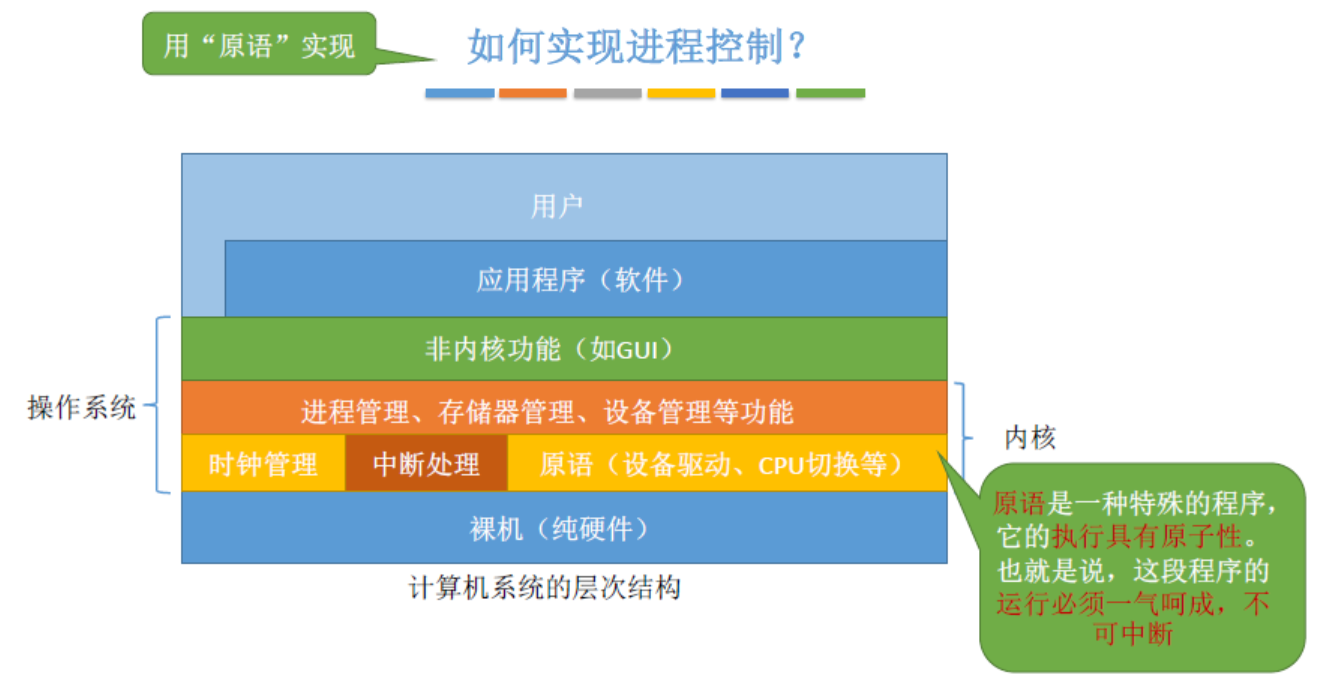 用“原语”实现
如何实现进程控制？
用户
应用程序（软件）
非内核功能（如GUI）
操作系统
进程管理、存储器管理、设备管理等功能
内核
时钟管理
中断处理
原语（设备驱动、CPU切换等）
裸机（纯硬件）
计算机系统的层次结构
原语是一种特殊的程序，
它的执行具有原子性。
也就是说，这段程序的
运行必须一气呵成，不
可中断